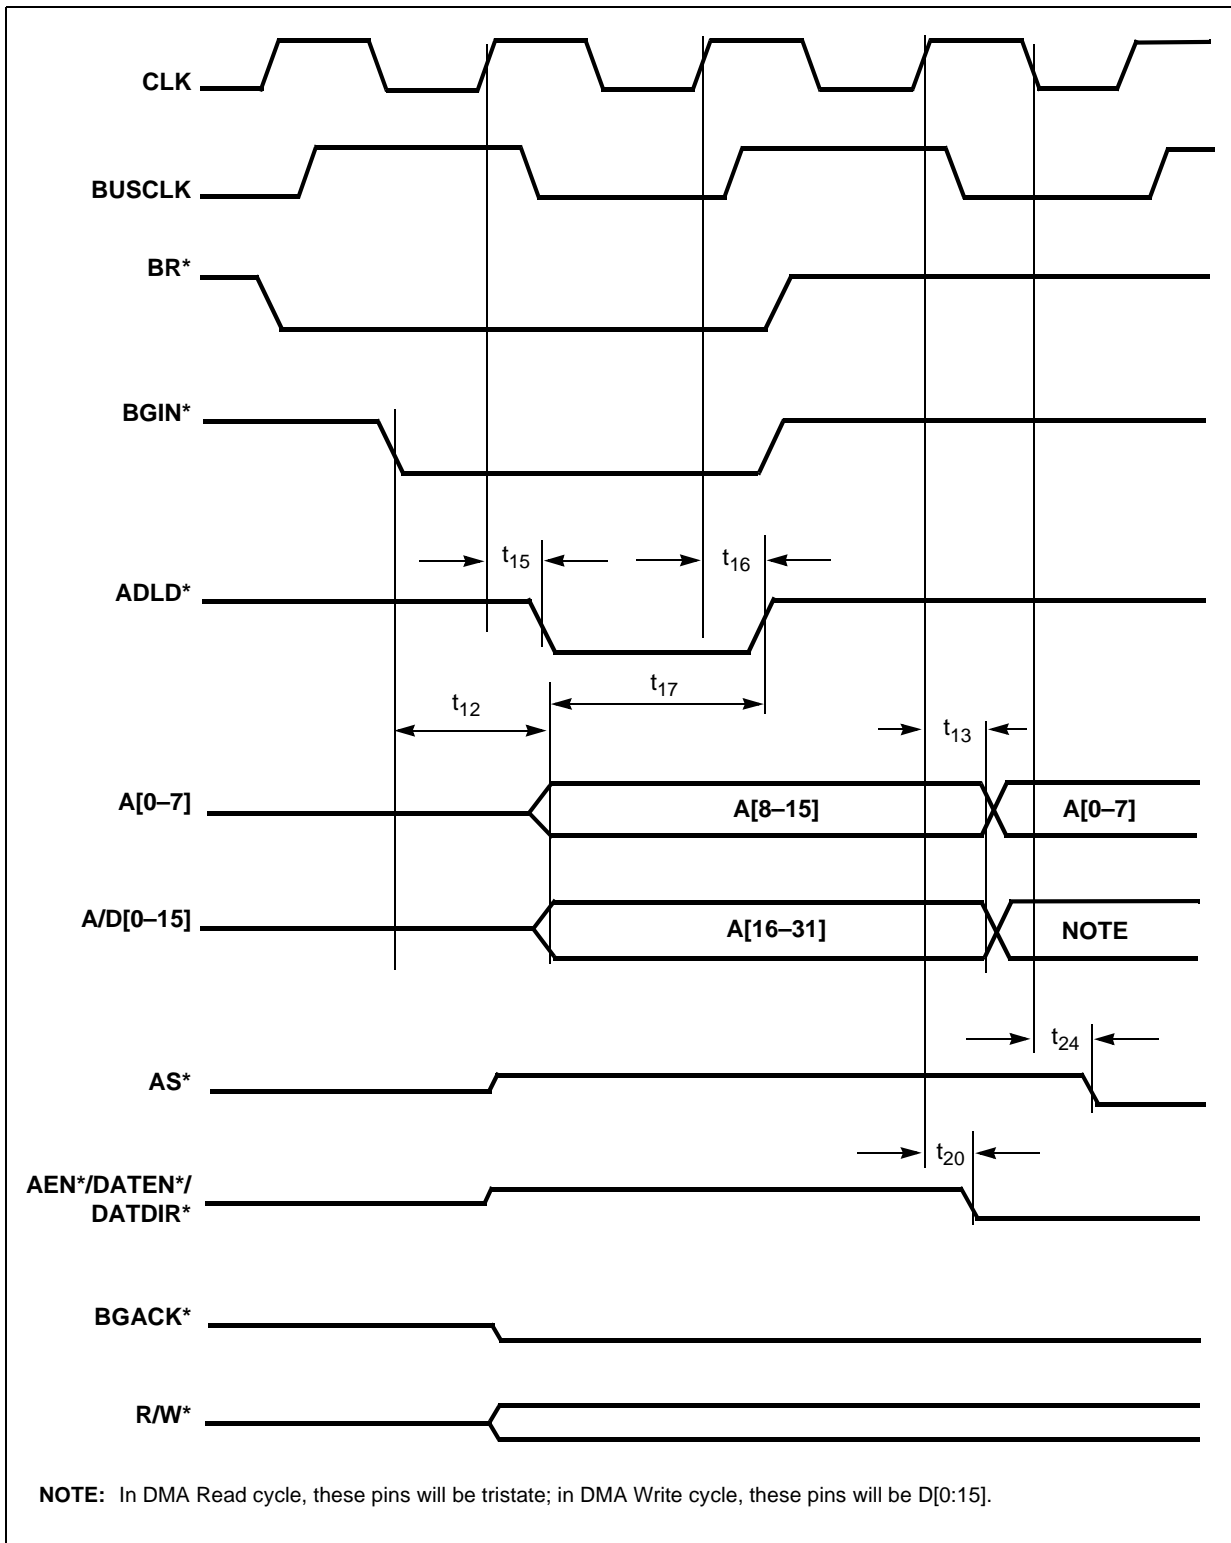 CLK
BUSCLK
BR*
BGIN*
t15
t16
ADLD*
t17
t12
t13
A[0–7]
A[8–15]
A[0–7]
A/D[0–15]
A[16–31]
NOTE
t24
AS*
t20
AEN*/DATEN*/
DATDIR*
BGACK*
R/W*
NOTE: In DMA Read cycle, these pins will be tristate; in DMA Write cycle, these pins will be D[0:15].